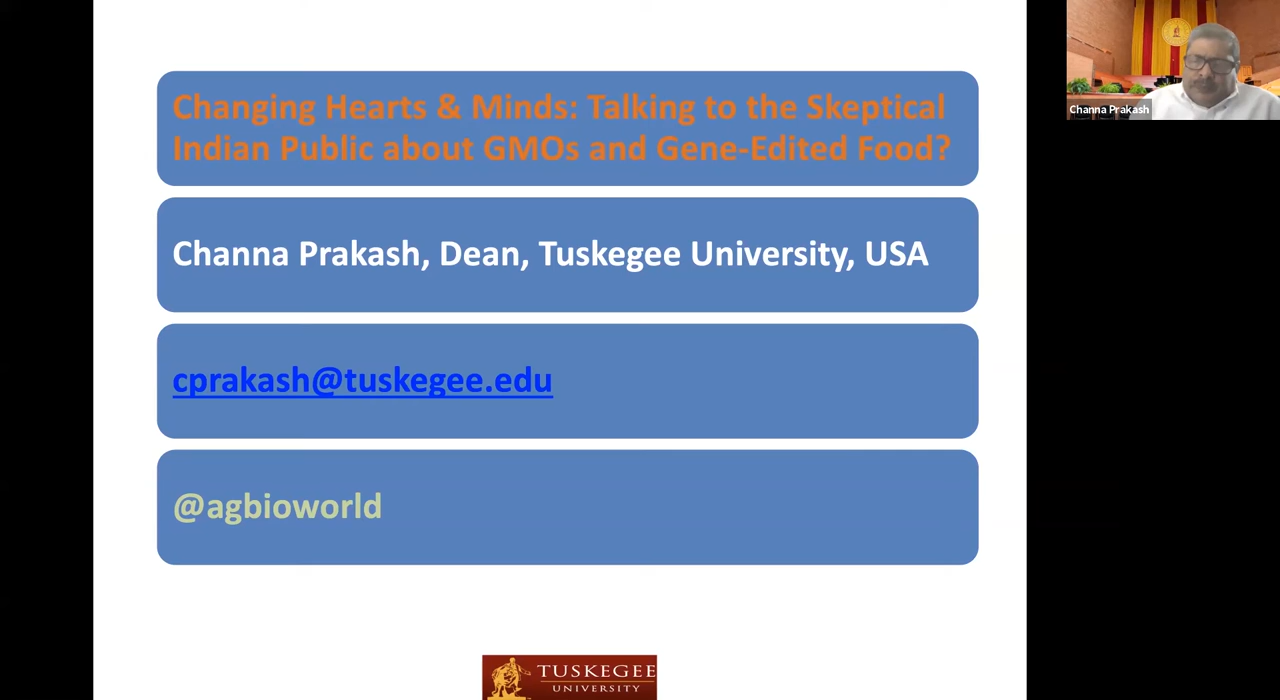 Changing Hearts & Minds: Talking to the Skeptical
Indian Public about GMOs and Gene-Edited Food?
Channa Prakash, Dean, Tuskegee University, USA
cprakash@tuskegee.edu
@agbioworld
TUSKEGEE
UNIVERSITY
Channa Prakash